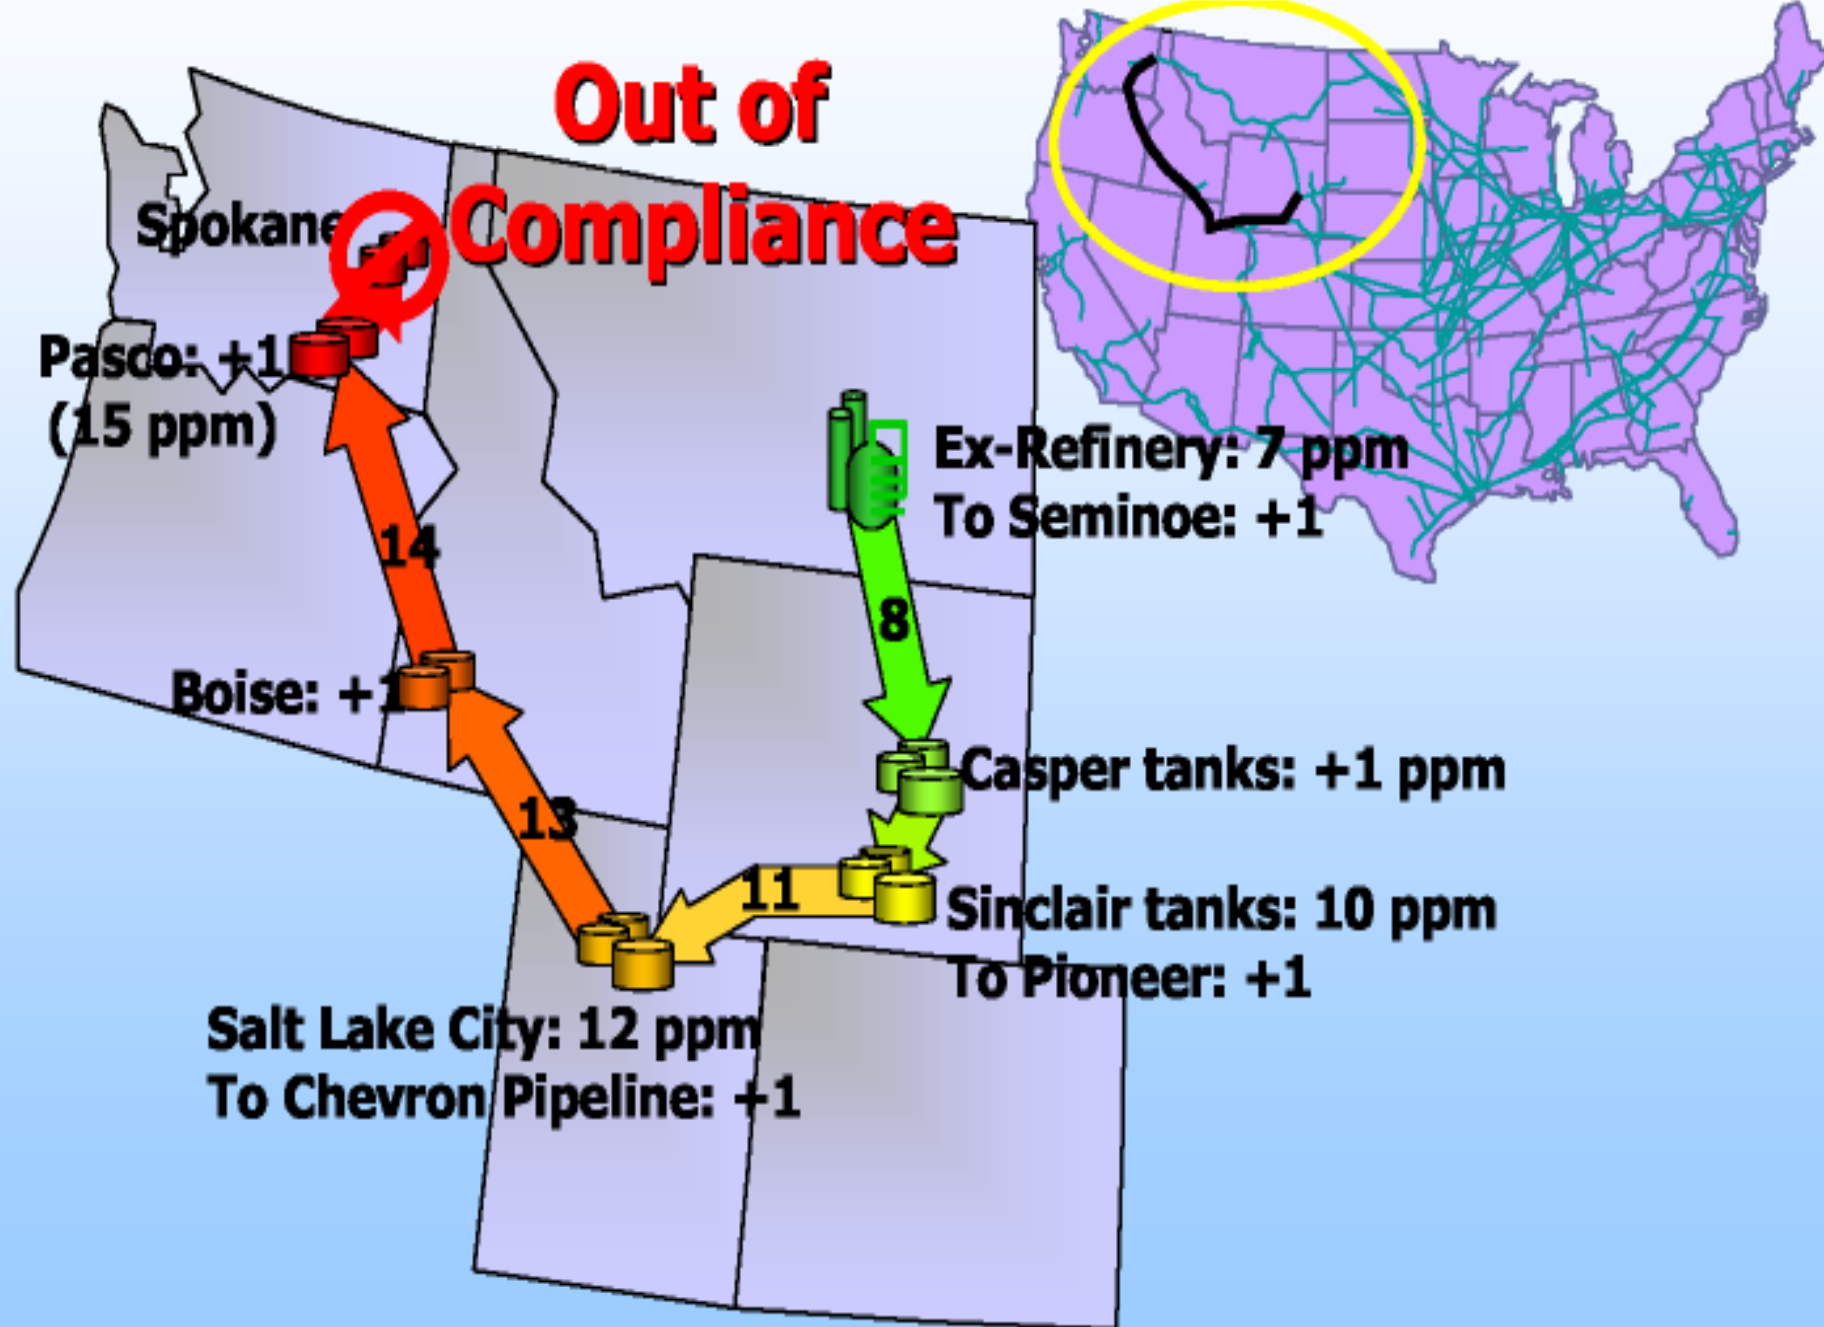 Out of
Compliance
Spokane
Pasco: +1
(15 ppm)
14
Ex-Refinery: 7 ppm
To Seminoe: +1
8
Boise: +1
Casper tanks: +1 ppm
13
11
Sinclair tanks: 10 ppm
To Pioneer: +1
Salt Lake City: 12 ppm
To Chevron Pipeline: +1